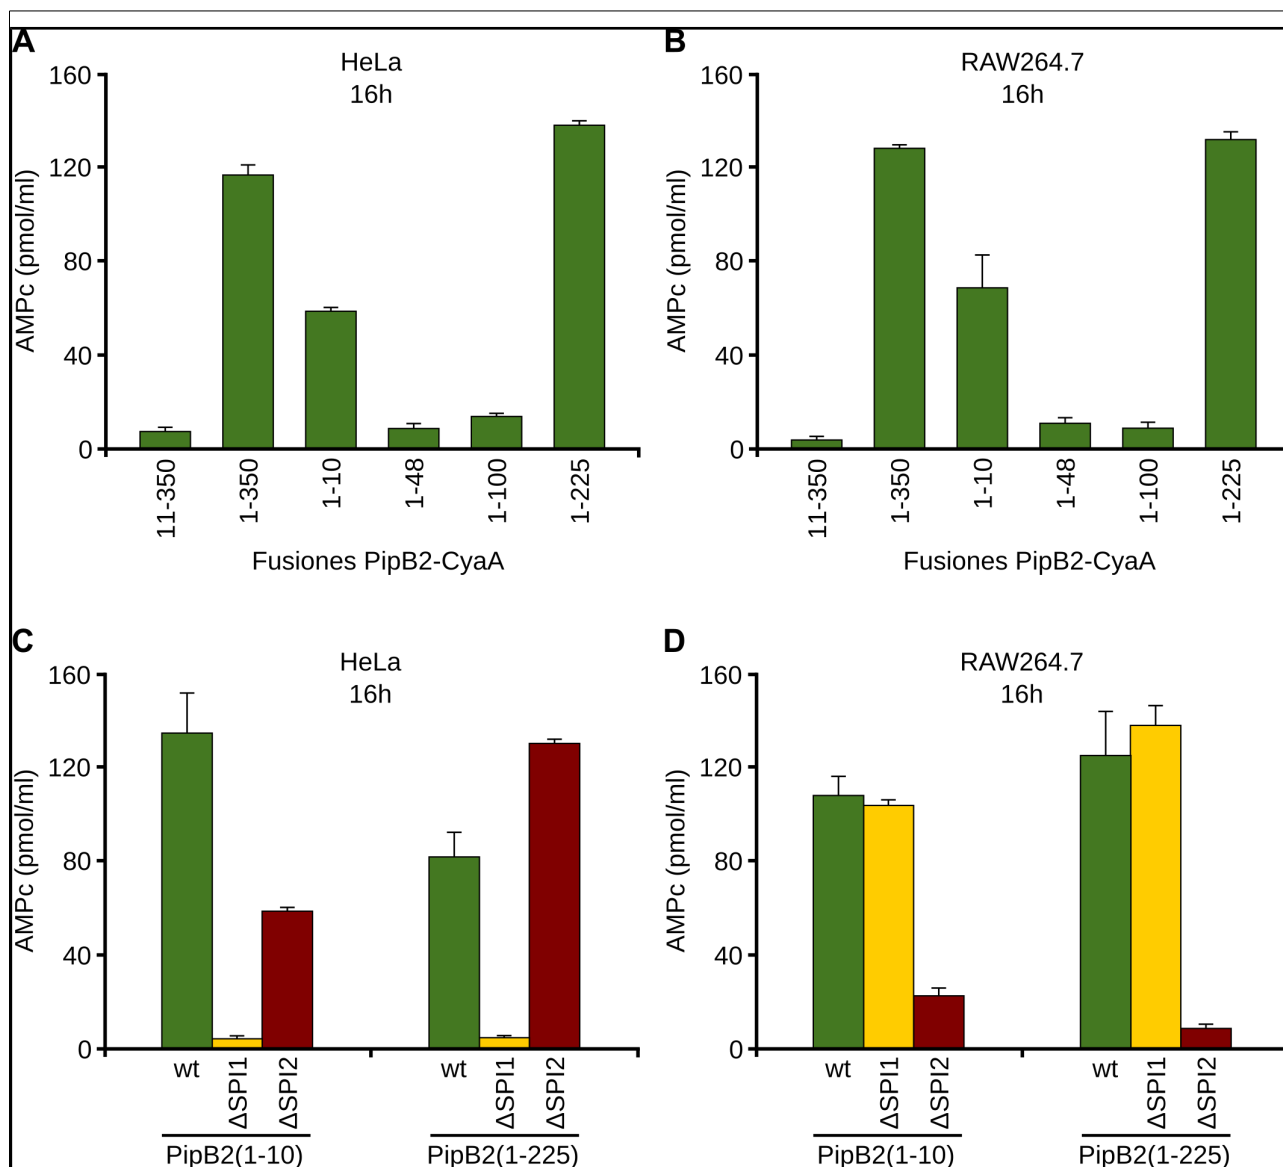 A
HeLa
16h
160
120
80
40
0
AMPc (pmol/ml)
11-350
1-350
1-10
1-48
1-100
1-225
Fusiones PipB2-CyaA
B
RAW264.7
16h
160
120
80
40
0
AMPc (pmol/ml)
11-350
1-350
1-10
1-48
1-100
1-225
Fusiones PipB2-CyaA
C
HeLa
16h
160
120
80
40
0
AMPc (pmol/ml)
wt
ΔSPI1
ΔSPI2
wt
ΔSPI1
ΔSPI2
PipB2(1-10)
PipB2(1-225)
D
RAW264.7
16h
160
120
80
40
0
AMPc (pmol/ml)
wt
ΔSPI1
ΔSPI2
wt
ΔSPI1
ΔSPI2
PipB2(1-10)
PipB2(1-225)